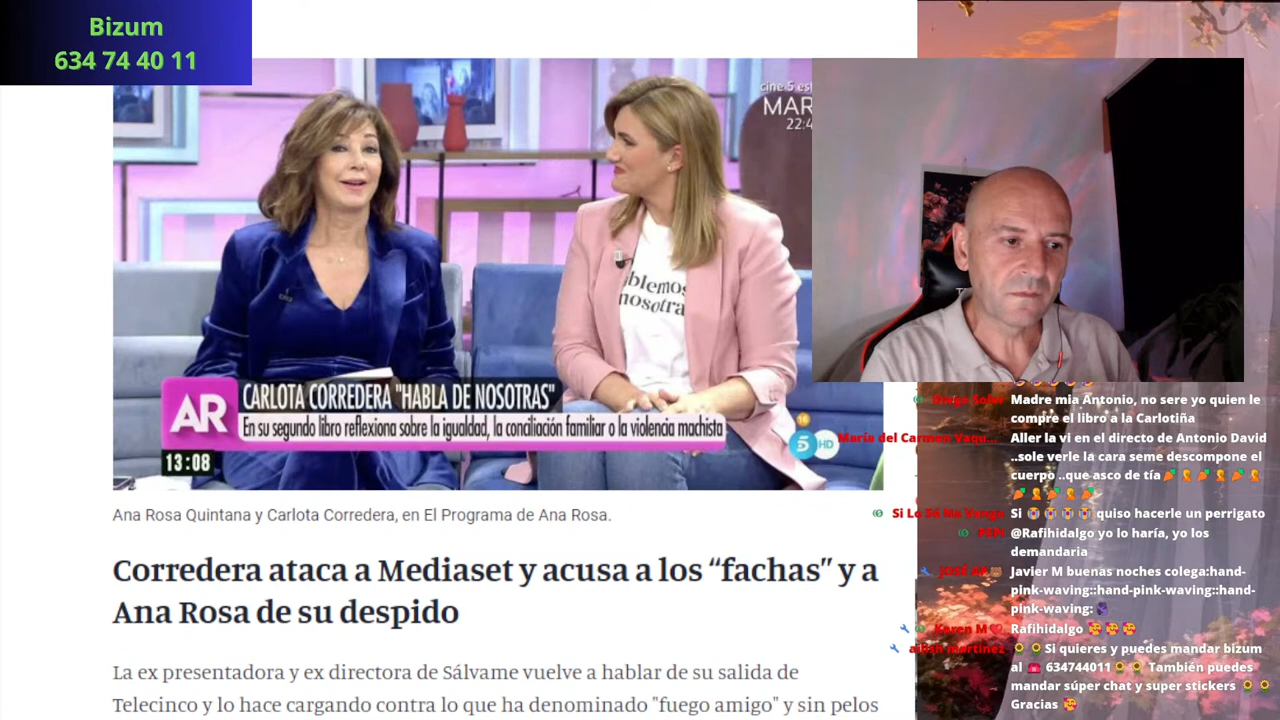 Bizum
634 74 40 11
cine 5 es
MAR
22:4
blemos
nosotra
AR
CARLOTA CORREDERA "HABLA DE NOSOTRAS"
En su segundo libro reflexiona sobre la igualdad, la conciliación familiar o la violencia machista
13:08
16
5 HD
Ana Rosa Quintana y Carlota Corredera, en El Programa de Ana Rosa.
Corredera ataca a Mediaset y acusa a los “fachas” y a
Ana Rosa de su despido
La ex presentadora y ex directora de Sálvame vuelve a hablar de su salida de
Telecinco y lo hace cargando contra lo que ha denominado "fuego amigo" y sin pelos
Madre mia Antonio, no sere yo quien le
compre el libro a la Carlotiña
María del Carmen Vaqu... Aller la vi en el directo de Antonio David
..sole verle la cara seme descompone el
cuerpo ..que asco de tía🥕🧏🥕🧏🥕🧏
🥕🧏🥕🧏🥕
Si Lo Sé No Vengo Si 😭😭😭😭 quiso hacerle un perrigato
PEPI @Rafihidalgo yo lo haría, yo los
demandaria
Javier M buenas noches colega:hand-
pink-waving::hand-pink-waving::hand-
pink-waving:
Karen M Rafihidalgo 🥰🥰🥰
ailish martinez 🌻🌻Si quieres y puedes mandar bizum
al ☎️ 634744011🌻🌻 También puedes
mandar súper chat y super stickers 🌻🌻
Gracias 🥰